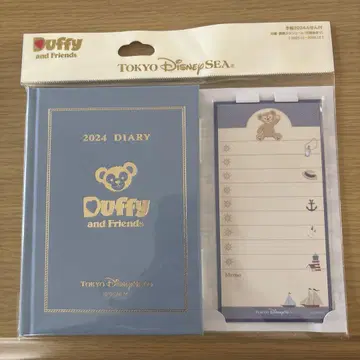 Duffy
and Friends
TOKYO DISNEYSEA®
2024 DIARY
Duffy
and Friends
TOKYO DISNEYSEA
Memo
TOKYO DISNEYSEA